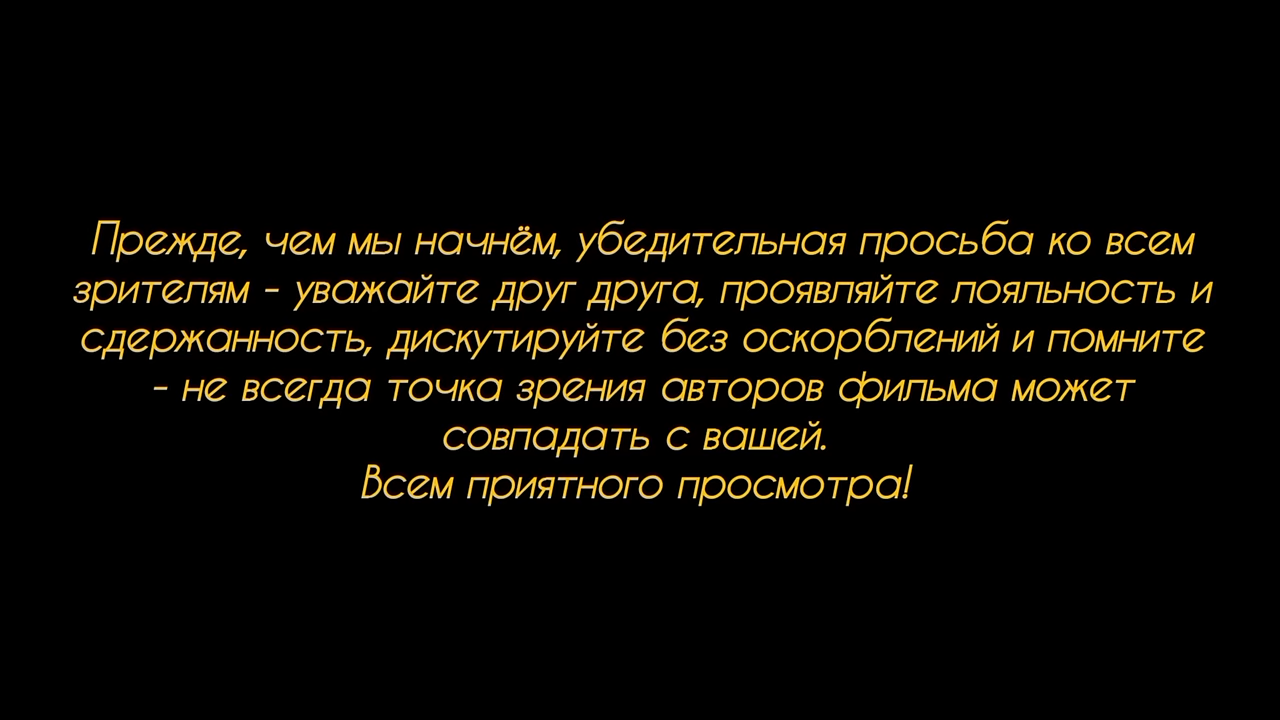 Прежде, чем мы начнём, убедительная просьба ко всем
зрителям - уважайте друг друга, проявляйте лояльность и
сдержанность, дискутируйте без оскорблений и помните
- не всегда точка зрения авторов фильма может
совпадать с вашей.
Всем приятного просмотра!